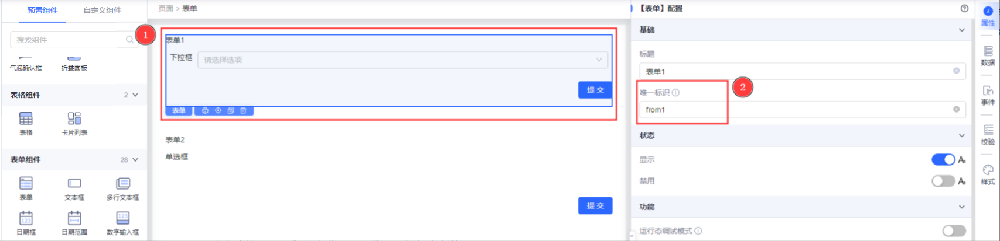 预置组件
自定义组件
搜索组件
气泡确认框
折叠面板
表格组件
2
表格
卡片列表
表单组件
28
表单
文本框
多行文本框
123
日期框
日期范围
123
数字输入框
页面 > 表单
1
表单1
下拉框
请选择选项
提交
表单
表单2
单选框
提交
【表单】配置
基础
标题
表单1
唯一标识
2
from1
状态
显示
禁用
功能
运行态调试模式
属性
数据
事件
校验
样式